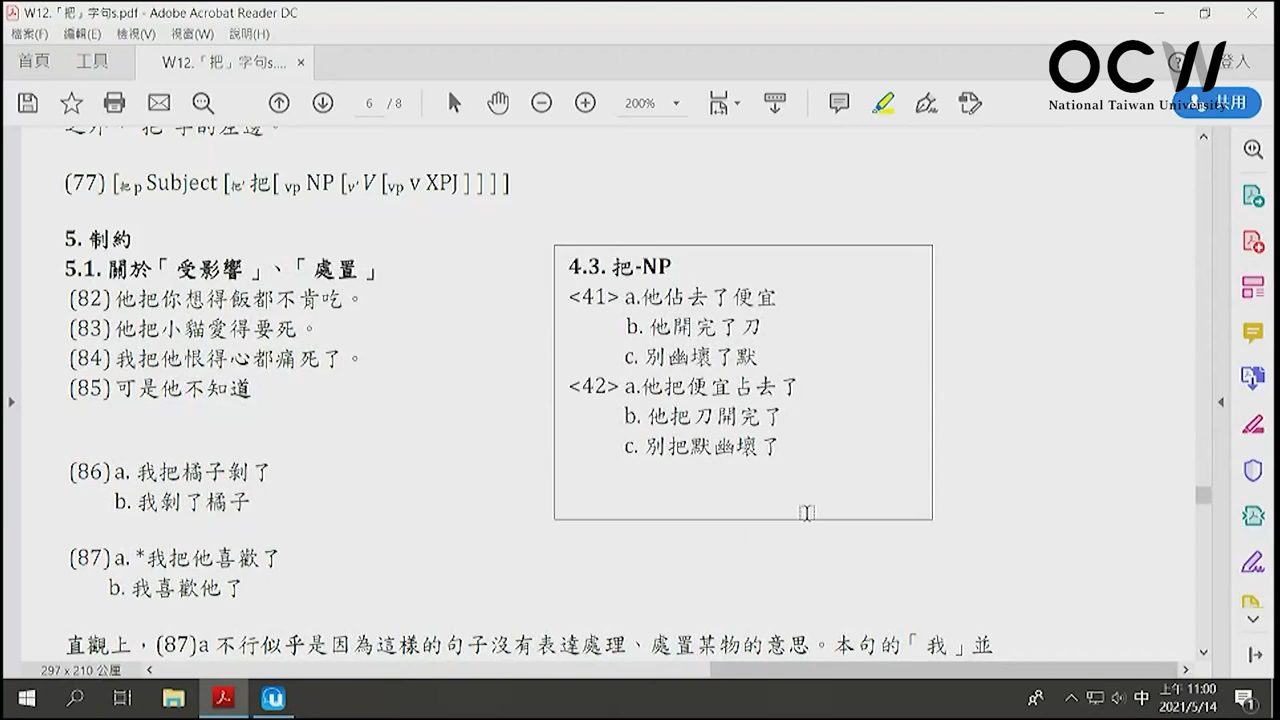 W12.「把」字句s.pdf - Adobe Acrobat Reader DC
檔案(F) 編輯(E) 檢視(V) 視窗(W) 說明(H)
首頁 工具 W12.「把」字句s.... × 登入
OCW
National Taiwan University
6 / 8 200% 共用
(77) [把p Subject [把' 把[ vp NP [v' V [vp v XPJ ] ] ] ]
5. 制約
5.1. 關於「受影響」、「處置」
(82) 他把你想得飯都不肯吃。
(83) 他把小貓愛得要死。
(84) 我把他恨得心都痛死了。
(85) 可是他不知道
(86) a. 我把橘子剝了
b. 我剝了橘子
(87) a. *我把他喜歡了
b. 我喜歡他了
直觀上，(87)a 不行似乎是因為這樣的句子沒有表達處理、處置某物的意思。本句的「我」並
4.3. 把-NP
<41> a.他佔去了便宜
b. 他開完了刀
c. 別幽壞了默
<42> a.他把便宜占去了
b. 他把刀開完了
c. 別把默幽壞了
297 x 210 公厘
中 上午 11:00
2021/5/14
1